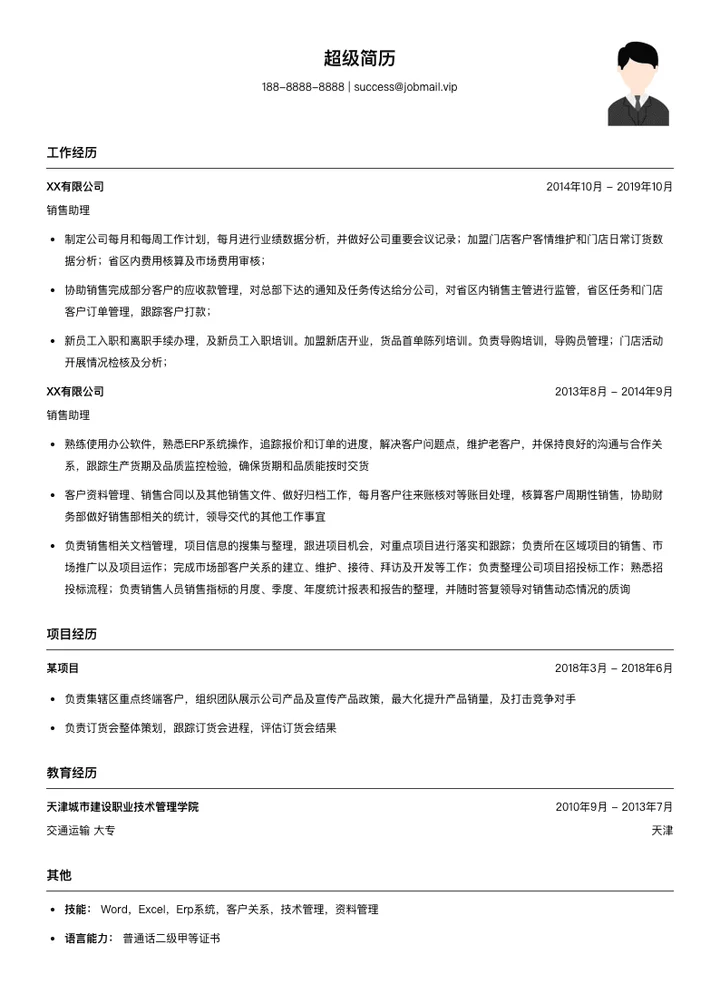 超级简历
188-8888-8888 | success@jobmail.vip
工作经历
XX有限公司 2014年10月 – 2019年10月
销售助理
• 制定公司每月和每周工作计划，每月进行业绩数据分析，并做好公司重要会议记录；加盟门店客户客情维护和门店日常订货数
据分析；省区内费用核算及市场费用审核；
• 协助销售完成部分客户的应收款管理，对总部下达的通知及任务传达给分公司，对省区内销售主管进行监管，省区任务和门店
客户订单管理，跟踪客户打款；
• 新员工入职和离职手续办理，及新员工入职培训。加盟新店开业，货品首单陈列培训。负责导购培训，导购员管理；门店活动
开展情况检核及分析；
XX有限公司 2013年8月 – 2014年9月
销售助理
• 熟练使用办公软件，熟悉ERP系统操作，追踪报价和订单的进度，解决客户问题点，维护老客户，并保持良好的沟通与合作关
系，跟踪生产货期及品质监控检验，确保货期和品质能按时交货
• 客户资料管理、销售合同以及其他销售文件、做好归档工作，每月客户往来账核对等账目处理，核算客户周期性销售，协助财
务部做好销售部相关的统计，领导交代的其他工作事宜
• 负责销售相关文档管理，项目信息的搜集与整理，跟进项目机会，对重点项目进行落实和跟踪；负责所在区域项目的销售、市
场推广以及项目运作；完成市场部客户关系的建立、维护、接待、拜访及开发等工作；负责整理公司项目招投标工作；熟悉招
投标流程；负责销售人员销售指标的月度、季度、年度统计报表和报告的整理，并随时答复领导对销售动态情况的质询
项目经历
某项目 2018年3月 – 2018年6月
• 负责集辖区重点终端客户，组织团队展示公司产品及宣传产品政策，最大化提升产品销量，及打击竞争对手
• 负责订货会整体策划，跟踪订货会进程，评估订货会结果
教育经历
天津城市建设职业技术管理学院 2010年9月 – 2013年7月
交通运输 大专 天津
其他
• 技能： Word，Excel，Erp系统，客户关系，技术管理，资料管理
• 语言能力： 普通话二级甲等证书